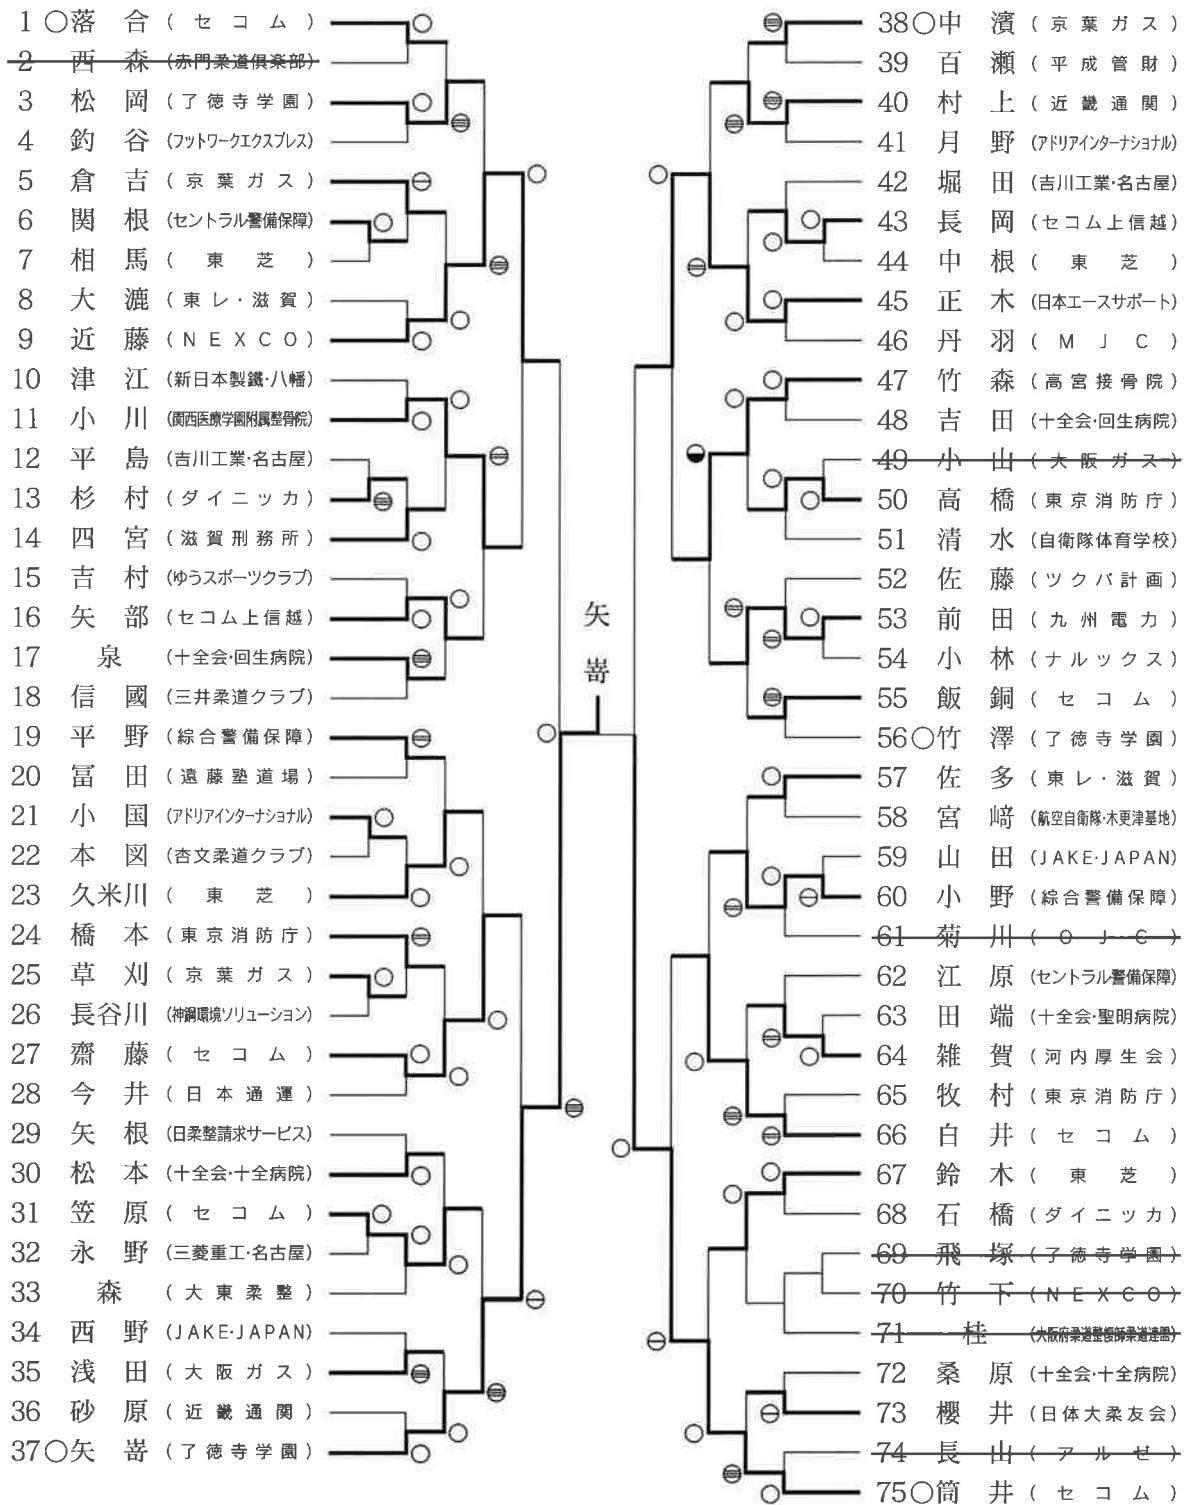 1 ○落合 (セコム)
2 西森 (赤門柔道倶楽部)
3 松岡 (了徳寺学園)
4 釣谷 (フットワークエクスプレス)
5 倉吉 (京葉ガス)
6 関根 (セントラル警備保障)
7 相馬 (東芝)
8 大漉 (東レ・滋賀)
9 近藤 (NEXCO)
10 津江 (新日本製鐵・八幡)
11 小川 (関西医療学園附属整骨院)
12 平島 (吉川工業・名古屋)
13 杉村 (ダイニッカ)
14 四宮 (滋賀刑務所)
15 吉村 (ゆうスポーツクラブ)
16 矢部 (セコム上信越)
17 泉 (十全会・回生病院)
18 信國 (三井柔道クラブ)
19 平野 (綜合警備保障)
20 冨田 (遠藤塾道場)
21 小国 (アドリアインターナショナル)
22 本図 (杏文柔道クラブ)
23 久米川 (東芝)
24 橋本 (東京消防庁)
25 草刈 (京葉ガス)
26 長谷川 (神鋼環境ソリューション)
27 齋藤 (セコム)
28 今井 (日本通運)
29 矢根 (日柔整請求サービス)
30 松本 (十全会・十全病院)
31 笠原 (セコム)
32 永野 (三菱重工・名古屋)
33 森 (大東柔整)
34 西野 (JAKE・JAPAN)
35 浅田 (大阪ガス)
36 砂原 (近畿通関)
37○矢嵜 (了徳寺学園)
矢嵜
38○中濱 (京葉ガス)
39 百瀬 (平成管財)
40 村上 (近畿通関)
41 月野 (アドリアインターナショナル)
42 堀田 (吉川工業・名古屋)
43 長岡 (セコム上信越)
44 中根 (東芝)
45 正木 (日本エースサポート)
46 丹羽 (MJC)
47 竹森 (高宮接骨院)
48 吉田 (十全会・回生病院)
49 小山 (大阪ガス)
50 高橋 (東京消防庁)
51 清水 (自衛隊体育学校)
52 佐藤 (ツクバ計画)
53 前田 (九州電力)
54 小林 (ナルックス)
55 飯銅 (セコム)
56○竹澤 (了徳寺学園)
57 佐多 (東レ・滋賀)
58 宮﨑 (航空自衛隊・木更津基地)
59 山田 (JAKE・JAPAN)
60 小野 (綜合警備保障)
61 菊川 (OJC)
62 江原 (セントラル警備保障)
63 田端 (十全会・聖明病院)
64 雑賀 (河内厚生会)
65 牧村 (東京消防庁)
66 白井 (セコム)
67 鈴木 (東芝)
68 石橋 (ダイニッカ)
69 飛塚 (了徳寺学園)
70 竹下 (NEXCO)
71 桂 (大阪府柔道整復師柔道連盟)
72 桑原 (十全会・十全病院)
73 櫻井 (日体大柔友会)
74 長山 (アルゼ)
75○筒井 (セコム)